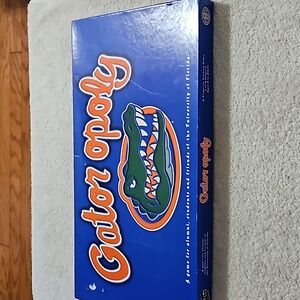 Gator opoly
A game for alumni, students and friends of the University of Florida.
Gator opoly